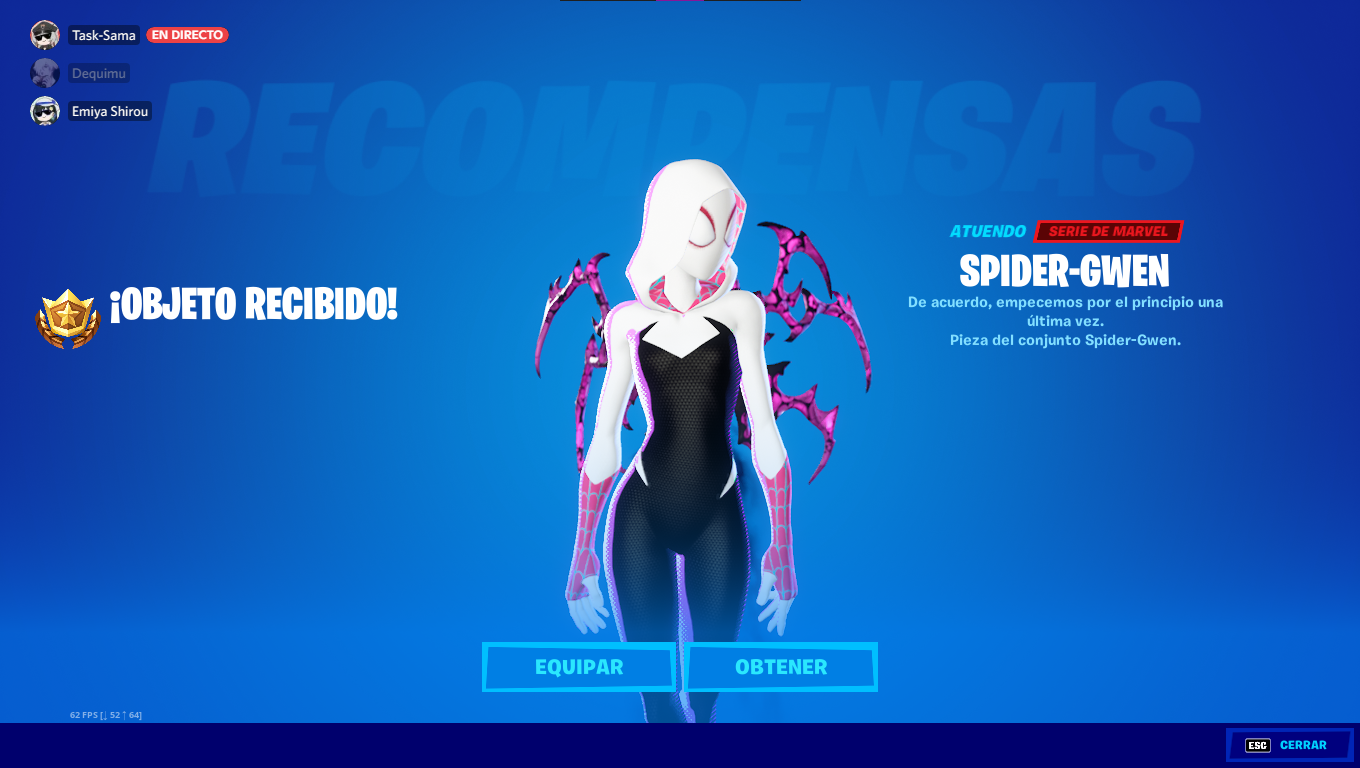 Task-Sama EN DIRECTO
Dequimu
Emiya Shirou
RECOMPENSAS
¡OBJETO RECIBIDO!
ATUENDO SERIE DE MARVEL
SPIDER-GWEN
De acuerdo, empecemos por el principio una
última vez.
Pieza del conjunto Spider-Gwen.
EQUIPAR
OBTENER
62 FPS [↓ 52 ↑ 64]
ESC CERRAR